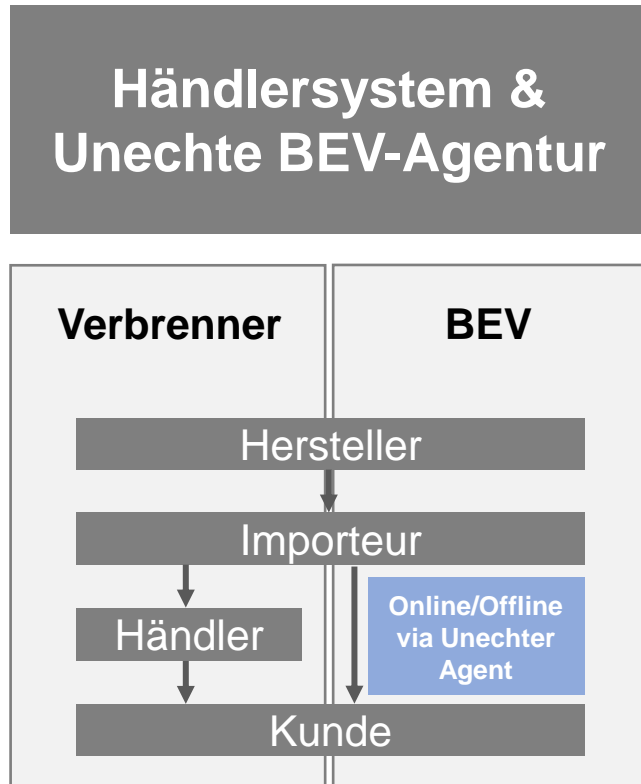 Händlersystem &
Unechte BEV-Agentur
Verbrenner
BEV
Hersteller
Importeur
Händler
Online/Offline
via Unechter
Agent
Kunde